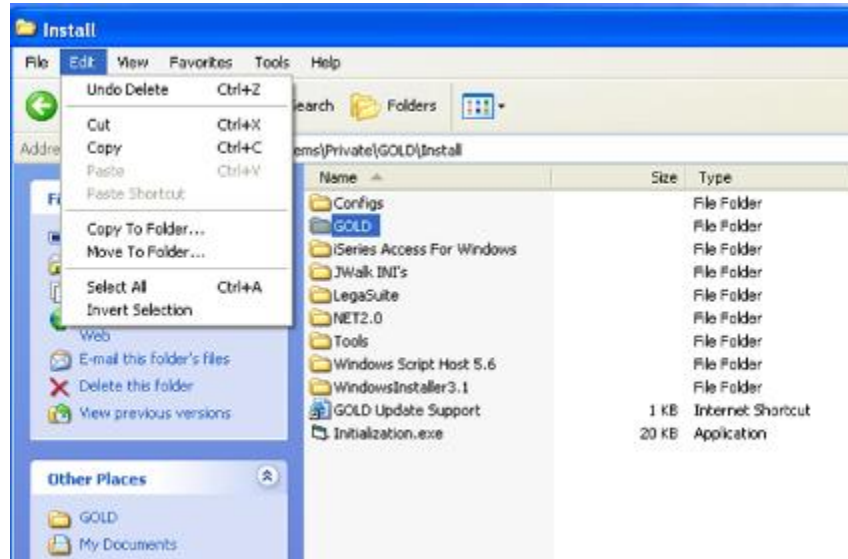 Install
File Edit View Favorites Tools Help
Undo Delete Ctrl+Z
Cut Ctrl+X
Copy Ctrl+C
Paste Ctrl+V
Paste Shortcut
Copy To Folder...
Move To Folder...
Select All Ctrl+A
Invert Selection
earch Folders
Addre
ems\Private\GOLD\Install
Web
E-mail this folder's files
Delete this folder
View previous versions
Other Places
GOLD
My Documents
Name Size Type
Configs File Folder
GOLD File Folder
iSeries Access For Windows File Folder
JWalk INI's File Folder
LegaSuite File Folder
NET2.0 File Folder
Tools File Folder
Windows Script Host 5.6 File Folder
WindowsInstaller3.1 File Folder
GOLD Update Support 1 KB Internet Shortcut
Initialization.exe 20 KB Application